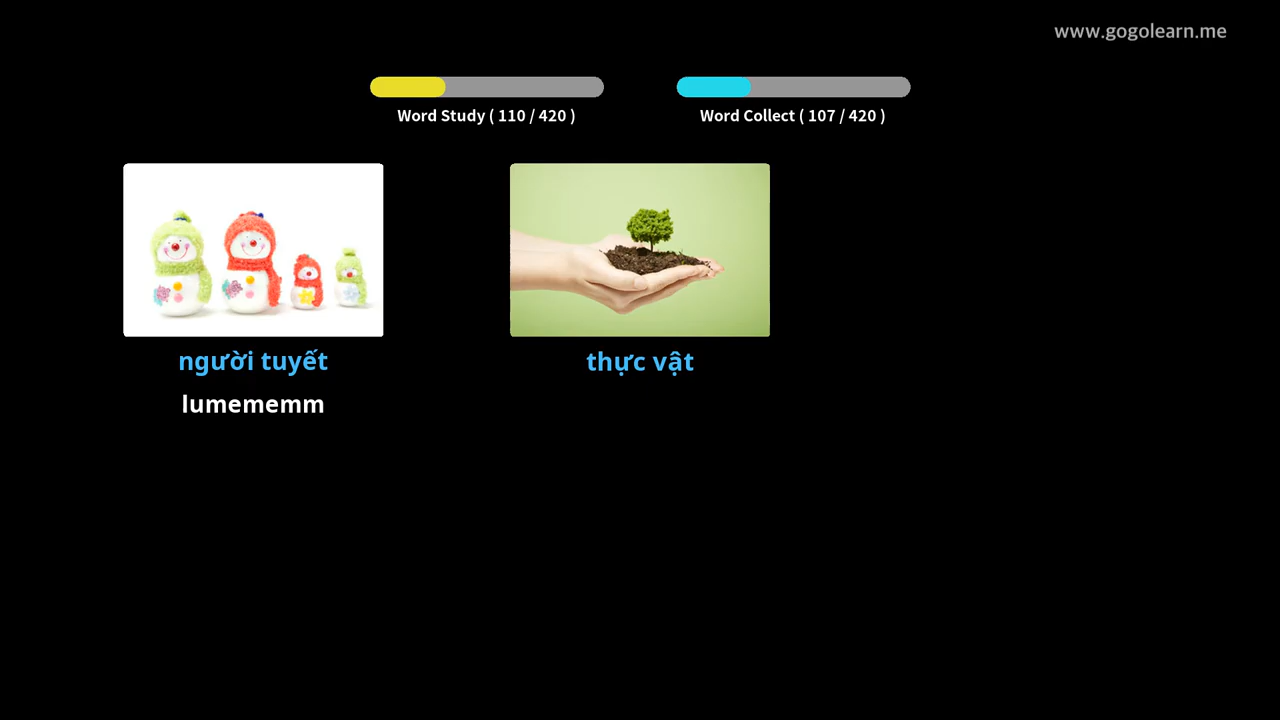 www.gogolearn.me
Word Study ( 110 / 420 )
Word Collect ( 107 / 420 )
người tuyết
thực vật
lumememm